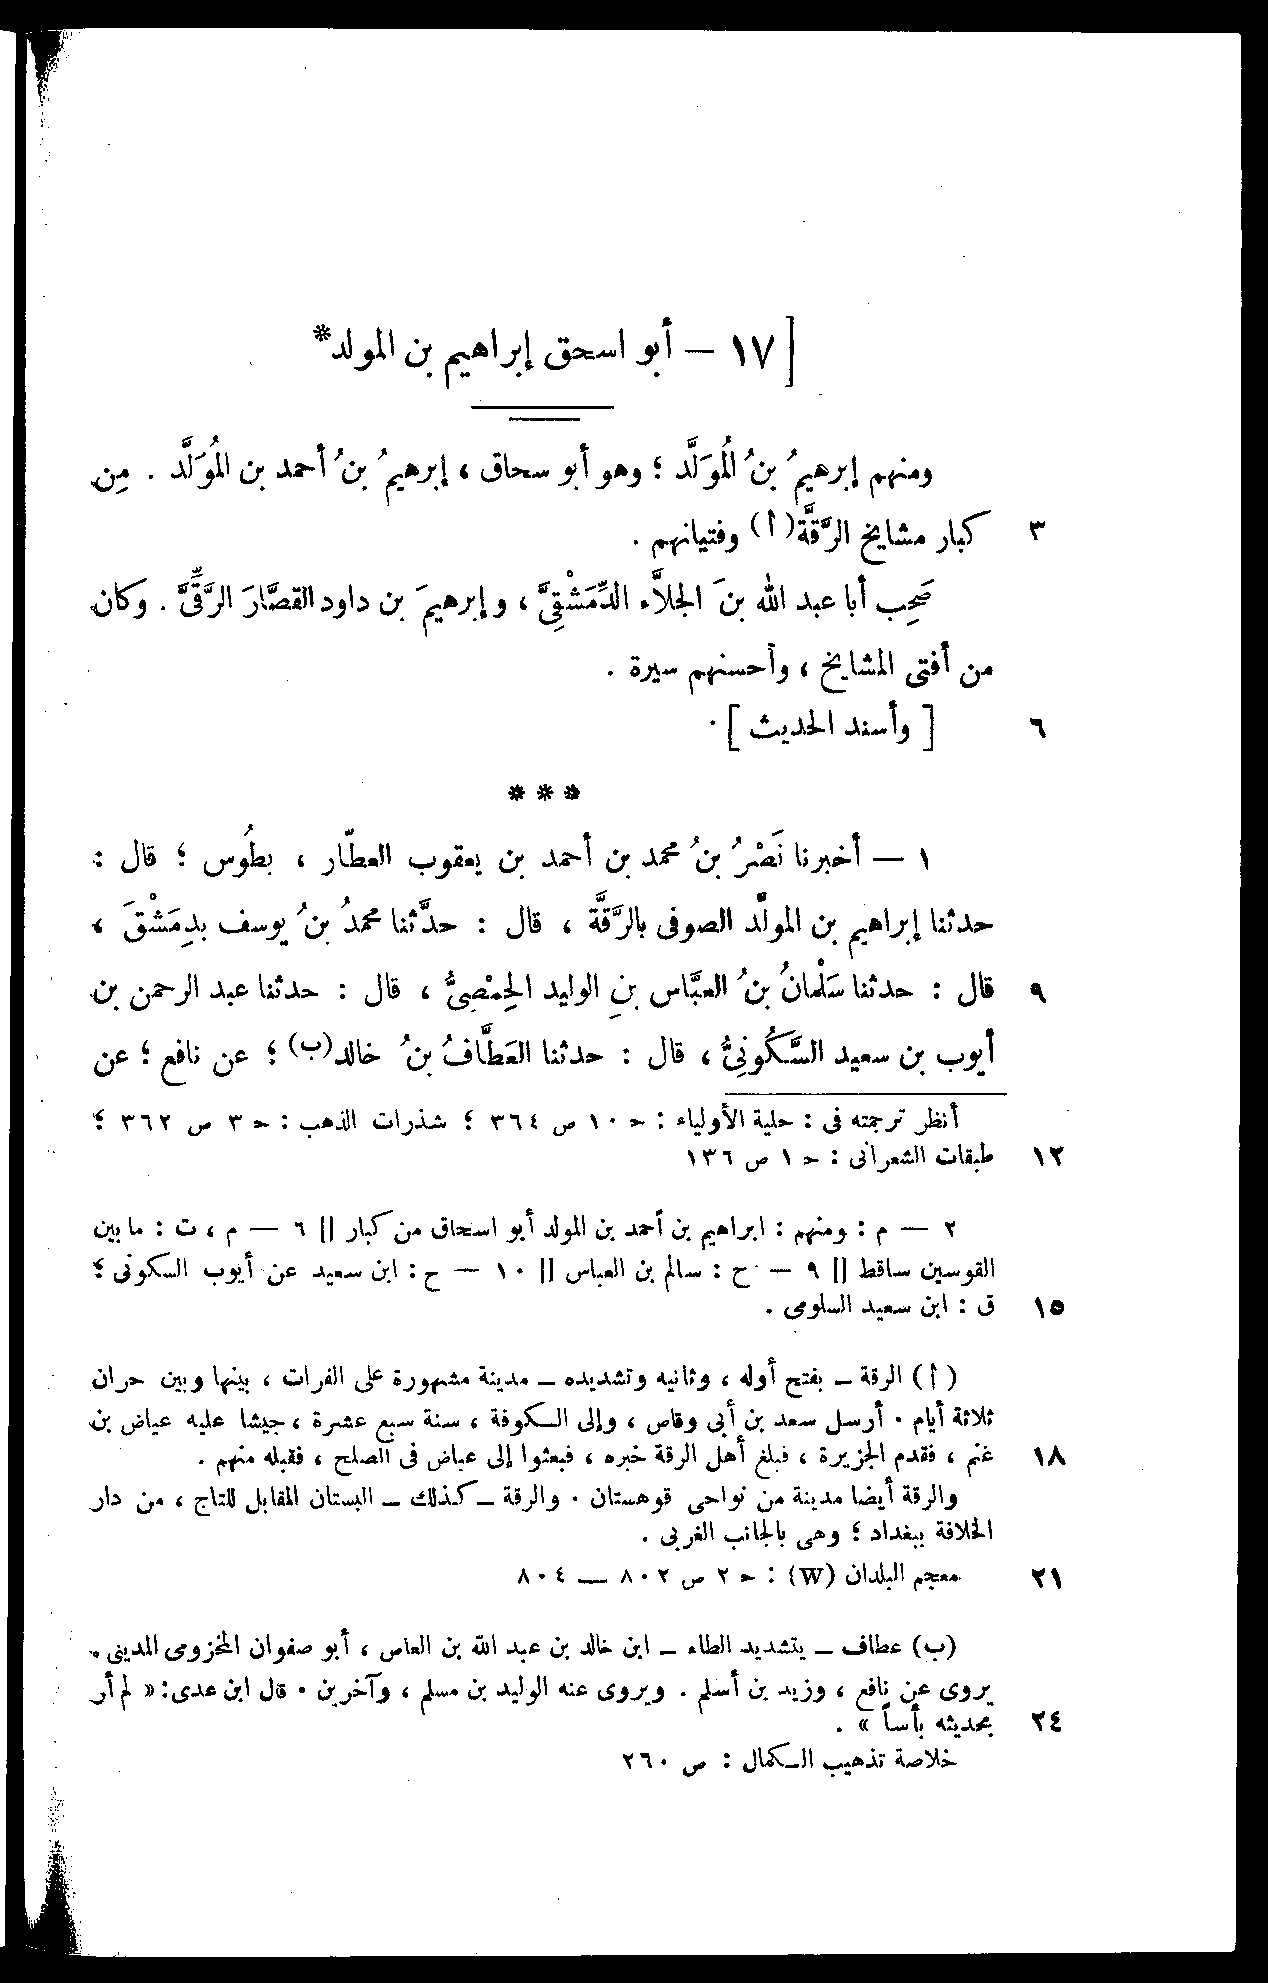 [ ١٧ — أبو اسحق إبراهيم بن المولد*
ومنهم إبرهيمُ بنُ المُوَلَّد ؛ وهو أبو سحاق ، إبرهيمُ بنُ أحمد بن المُوَلَّد . مِن
٣ كبار مشايخ الرَّقَّة(أ) وفتيانهم .
صَحِب أبا عبد الله بنَ الجلاَّء الدِّمَشْقِيَّ ، وإبرهيمَ بن داود القصَّارَ الرَّقِّيَّ . وكان
من أفتى المشايخ ، وأحسنهم سيرة .
٦ [ وأسند الحديث ] .
* * *
١ — أخبرنا نَصْرُ بنُ محمد بن أحمد بن يعقوب العطّار ، بطُوس ؛ قال :
حدثنا إبراهيم بن المولَّد الصوفى بالرَّقَّة ، قال : حدَّثنا محمدُ بنُ يوسف بدِمَشْقَ ،
٩ قال : حدثنا سَلْمانُ بنُ العبَّاس بنِ الوليد الحِمْصِىُّ ، قال : حدثنا عبد الرحمن بن
أيوب بن سعيد السَّكُونِىُّ ، قال : حدثنا العَطَّافُ بنُ خالد(ب) ؛ عن نافع ؛ عن
أنظر ترجمته فى : حلية الأولياء : ح ١٠ ص ٣٦٤ ؛ شذرات الذهب : ح ٣ ص ٣٦٢ ؛
١٢ طبقات الشعرانى : ح ١ ص ١٣٦
٢ — م : ومنهم : ابراهيم بن أحمد بن المولد أبو اسحاق من كبار || ٦ — م ، ت : ما بين
القوسين ساقط || ٩ — ح : سالم بن العباس || ١٠ — ح : ابن سعيد عن أيوب السكونى ؛
١٥ ق : ابن سعيد السلومى .
(أ) الرقة ــ بفتح أوله ، وثانيه وتشديده ــ مدينة مشهورة على الفرات ، بينها وبين حران
ثلاثة أيام . أرسل سعد بن أبى وقاص ، والى الكوفة ، سنة سبع عشرة ، جيشا عليه عياض بن
١٨ غنم ، فقدم الجزيرة ، فبلغ أهل الرقة خبره ، فبعثوا إلى عياض فى الصلح ، فقبله منهم .
والرقة أيضا مدينة من نواحى قوهستان . والرقة ــ كذلك ــ البستان المقابل للتاج ، من دار
الخلافة ببغداد ؛ وهى بالجانب الغربى .
٢١ معجم البلدان (W) : ح ٢ ص ٨٠٢ — ٨٠٤
(ب) عطاف ــ بتشديد الطاء ــ ابن خالد بن عبد الله بن العاص ، أبو صفوان المخزومى المدينى .
يروى عن نافع ، وزيد بن أسلم . ويروى عنه الوليد بن مسلم ، وآخرين . قال ابن عدى : « لم أر
٢٤ بحديثه بأساً » .
خلاصة تذهيب الكمال : ص ٢٦٠